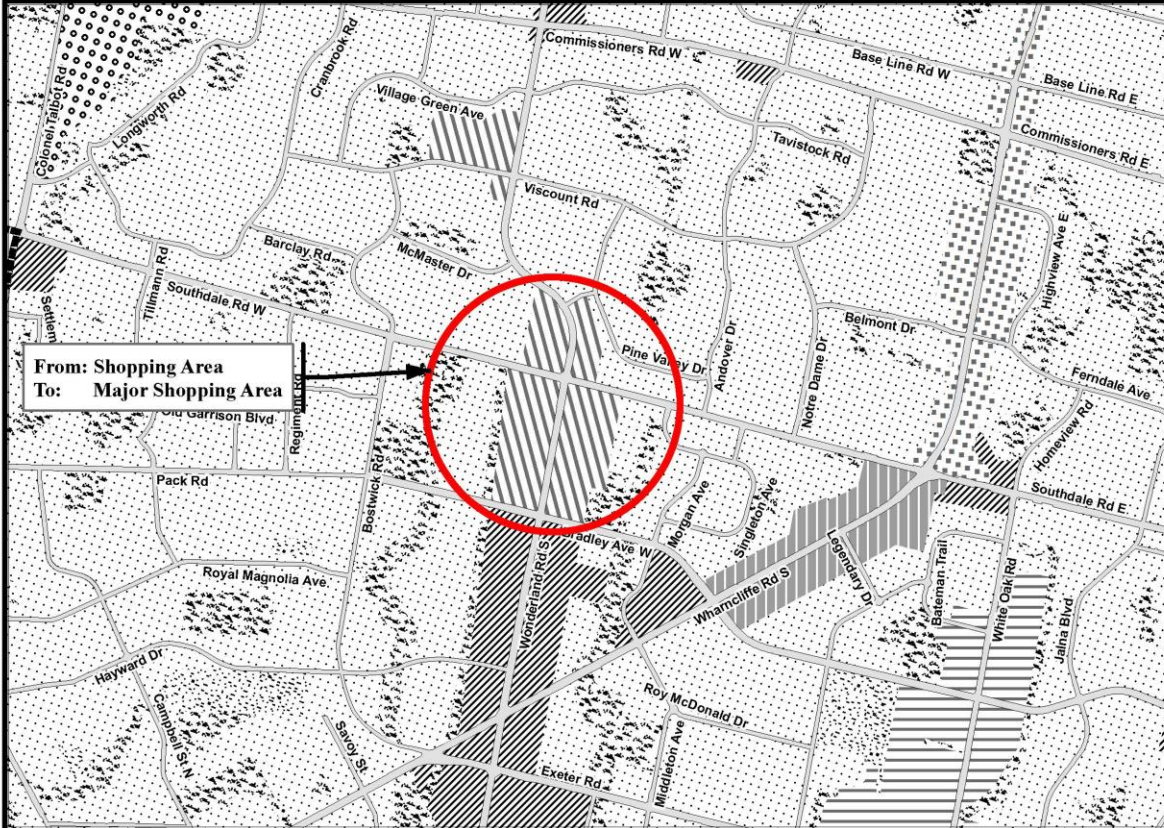 Commissioners Rd W
Base Line Rd W
Base Line Rd E
Commissioners Rd E
Cranbrook Rd
Colonel Talbot Rd
Longworth Rd
Village Green Ave
Tavistock Rd
Viscount Rd
Highview Ave E
Barclay Rd
McMaster Dr
Tillmann Rd
Southdale Rd W
Settlem
Belmont Dr
Pine Valley Dr
Andover Dr
Notre Dame Dr
Ferndale Ave
From: Shopping Area
To: Major Shopping Area
Regiment Rd
Old Garrison Blvd
Homeview Rd
Pack Rd
Bostwick Rd
Southdale Rd E
Morgan Ave
Singleton Ave
Bradley Ave W
Wonderland Rd S
Legendary Dr
Wharncliffe Rd S
Bateman Trail
White Oak Rd
Jalna Blvd
Royal Magnolia Ave
Hayward Dr
Campbell St N
Savoy St
Roy McDonald Dr
Middleton Ave
Exeter Rd